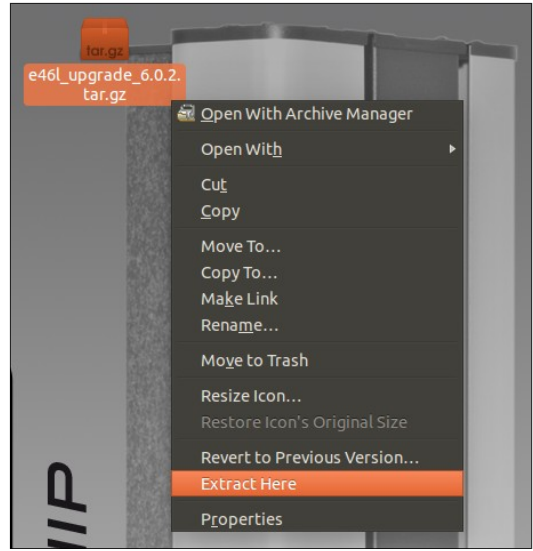 tar.gz
e46l_upgrade_6.0.2.
tar.gz
Open With Archive Manager
Open With
Cut
Copy
Move To...
Copy To...
Make Link
Rename...
Move to Trash
Resize Icon...
Restore Icon's Original Size
Revert to Previous Version...
Extract Here
Properties